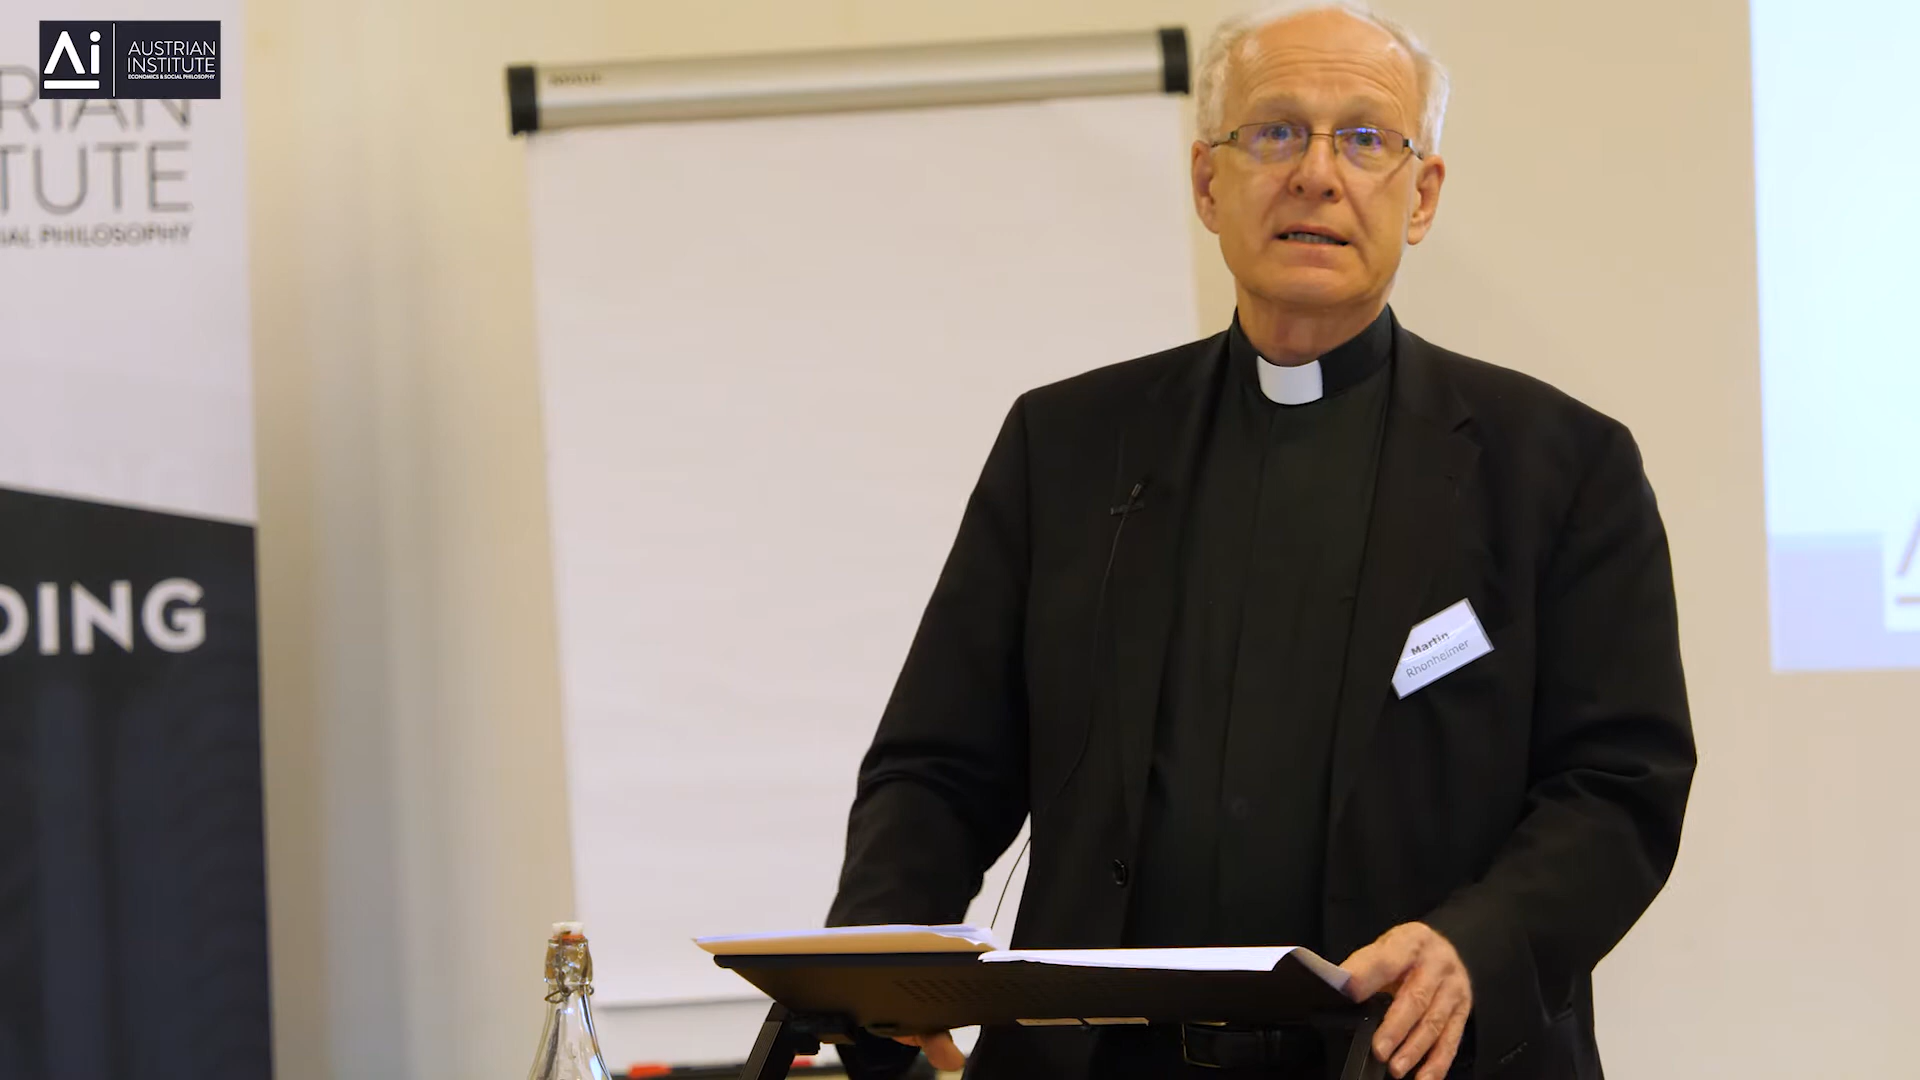 Ai
AUSTRIAN
INSTITUTE
ECONOMICS & SOCIAL PHILOSOPHY
RIAN
TUTE
IAL PHILOSOPHY
DING
Martin
Rhonheimer